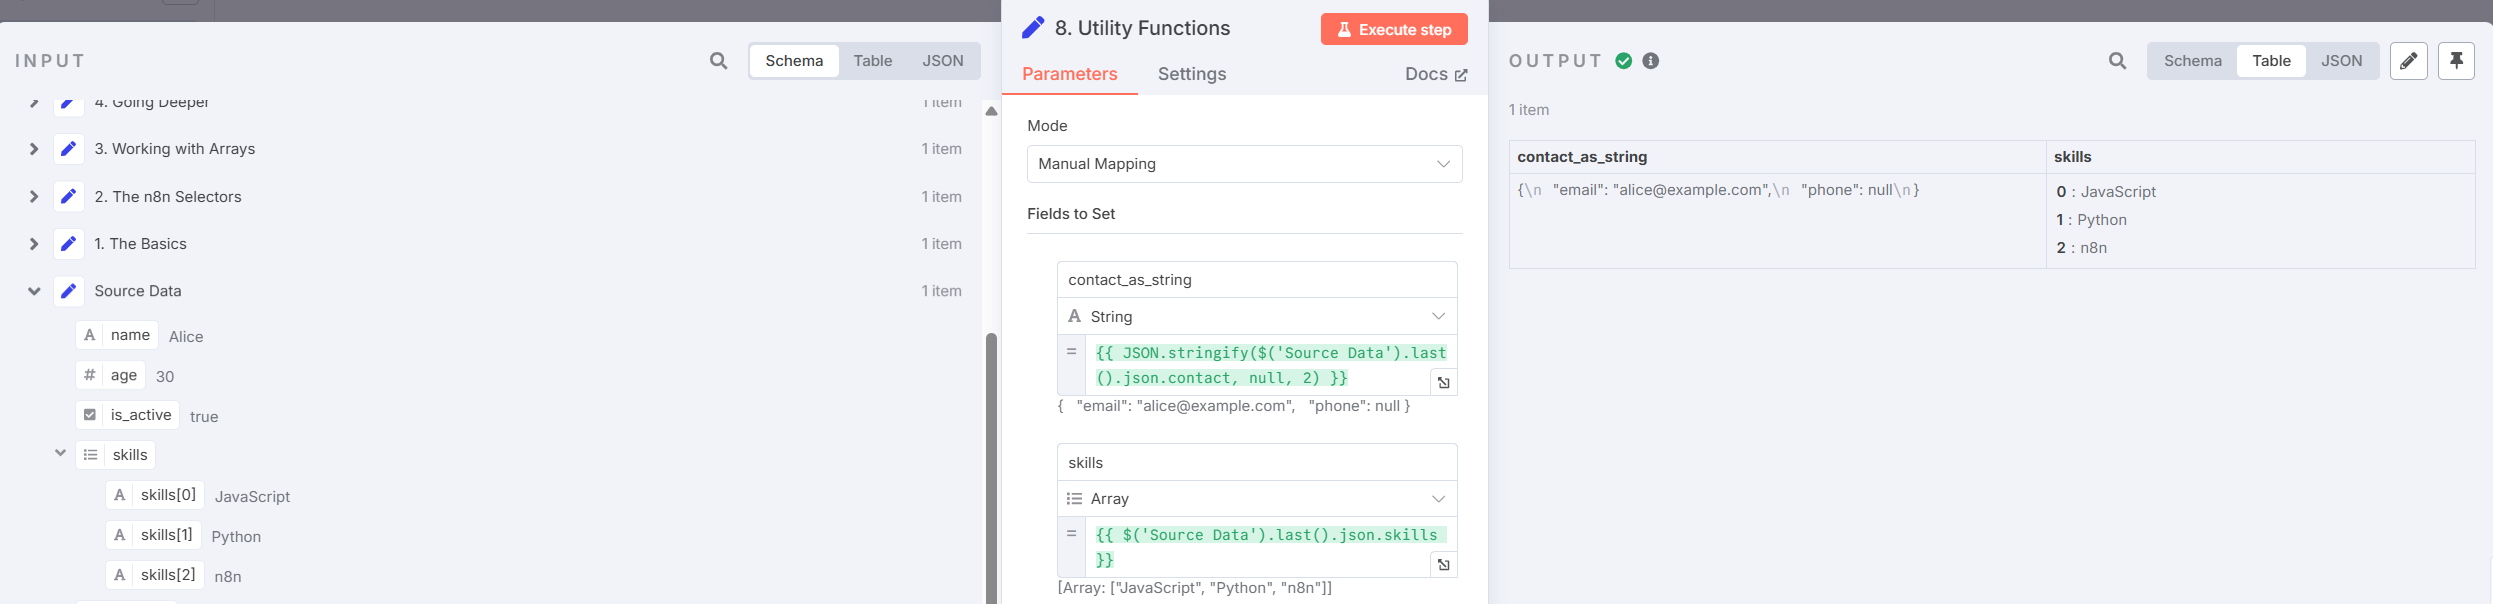 INPUT
Schema
Table
JSON
4. Going Deeper
1 item
3. Working with Arrays
1 item
2. The n8n Selectors
1 item
1. The Basics
1 item
Source Data
1 item
A name Alice
# age 30
is_active true
skills
A skills[0] JavaScript
A skills[1] Python
A skills[2] n8n
8. Utility Functions
Execute step
Parameters
Settings
Docs
Mode
Manual Mapping
Fields to Set
contact_as_string
A String
= {{ JSON.stringify($('Source Data').last
().json.contact, null, 2) }}
{ "email": "alice@example.com", "phone": null }
skills
Array
= {{ $('Source Data').last().json.skills
}}
[Array: ["JavaScript", "Python", "n8n"]]
OUTPUT
Schema
Table
JSON
1 item
contact_as_string
skills
{\n "email": "alice@example.com",\n "phone": null\n}
0 : JavaScript
1 : Python
2 : n8n